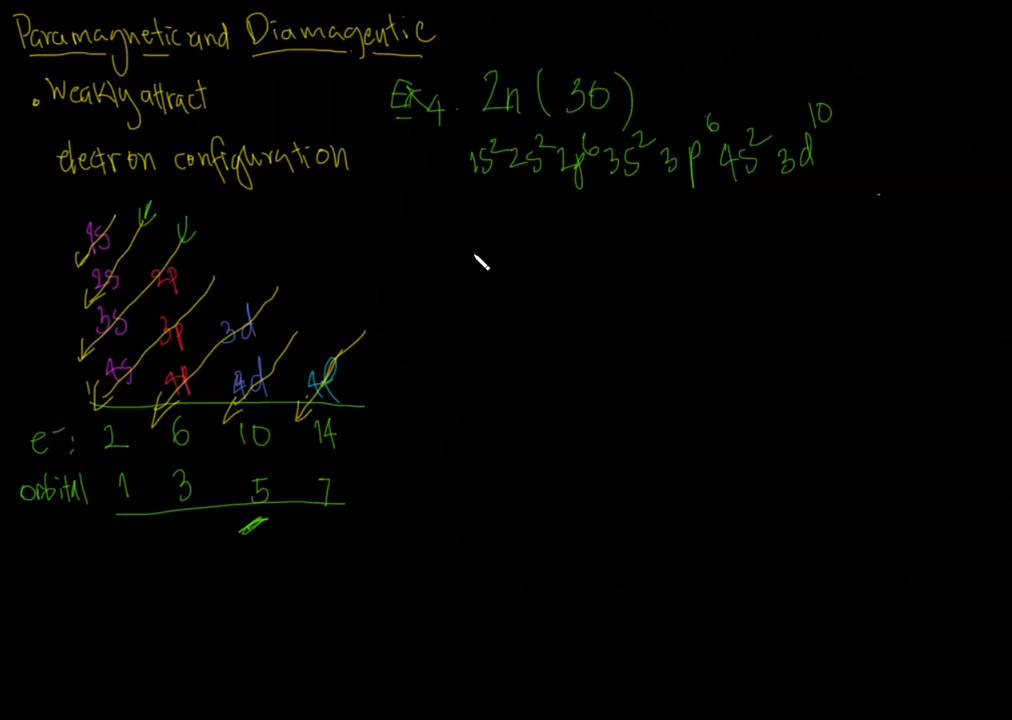 Paramagnetic and Diamageutic
. Weakly attract
electron configuration
Ex 4. Zn (30)
1s² 2s² 2p⁶ 3s² 3p⁶ 4s² 3d¹⁰
1s
2s 2p
3s 3p 3d
4s 4p 4d 4f
e⁻: 2 6 10 14
orbital 1 3 5 7